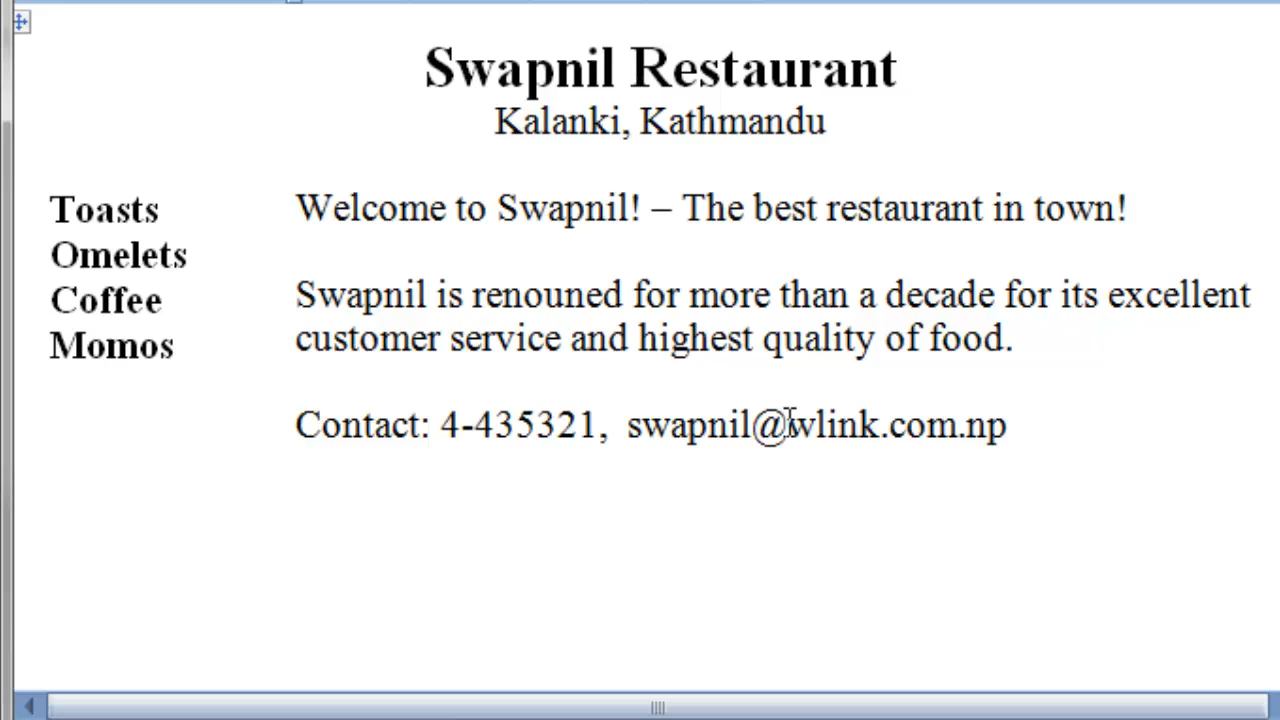 Swapnil Restaurant
Kalanki, Kathmandu
Toasts
Omelets
Coffee
Momos
Welcome to Swapnil! – The best restaurant in town!
Swapnil is renouned for more than a decade for its excellent
customer service and highest quality of food.
Contact: 4-435321,  swapnil@wlink.com.np